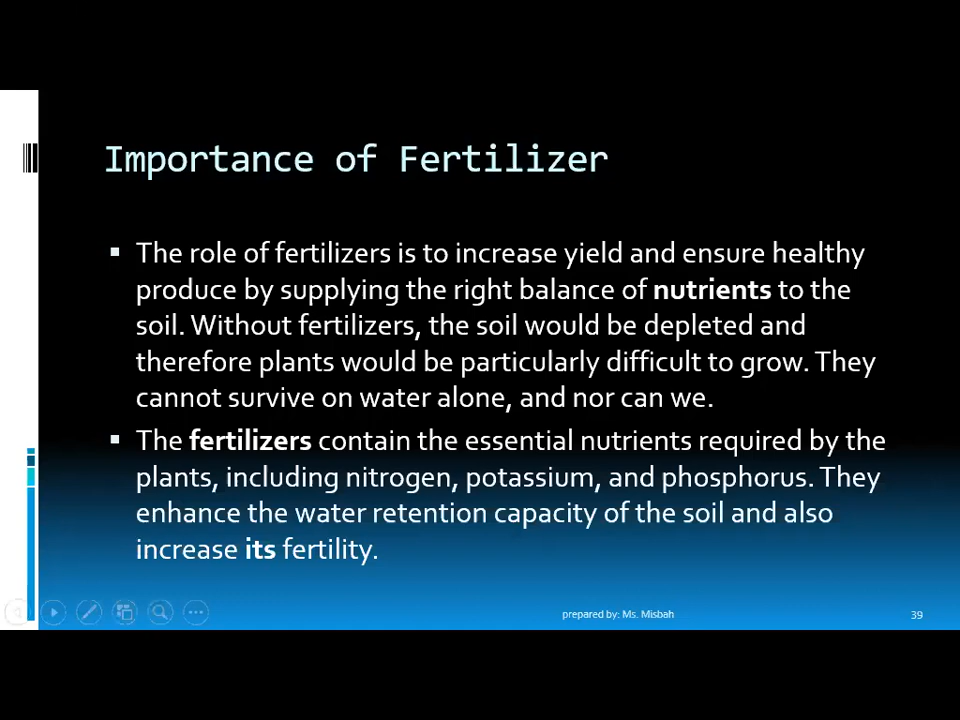 Importance of Fertilizer
▪ The role of fertilizers is to increase yield and ensure healthy
produce by supplying the right balance of nutrients to the
soil. Without fertilizers, the soil would be depleted and
therefore plants would be particularly difficult to grow. They
cannot survive on water alone, and nor can we.
▪ The fertilizers contain the essential nutrients required by the
plants, including nitrogen, potassium, and phosphorus. They
enhance the water retention capacity of the soil and also
increase its fertility.
prepared by: Ms. Misbah
39